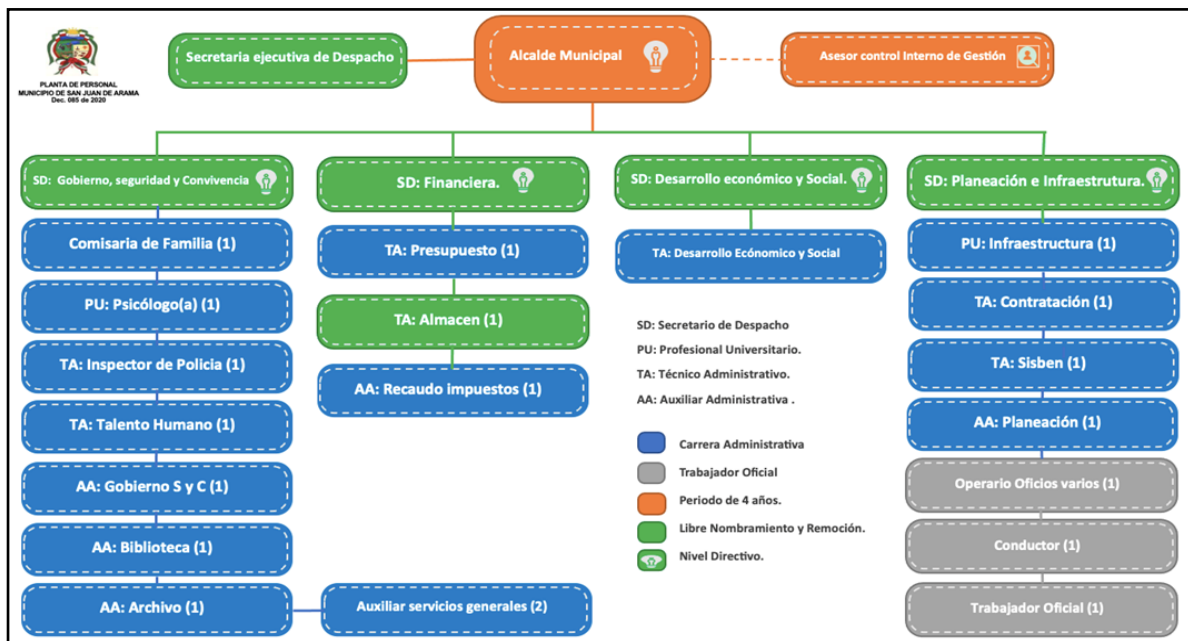 PLANTA DE PERSONAL
MUNICIPIO DE SAN JUAN DE ARAMA
Dec. 085 de 2020
Secretaria ejecutiva de Despacho
Alcalde Municipal
Asesor control Interno de Gestión
SD: Gobierno, seguridad y Convivencia
SD: Financiera.
SD: Desarrollo económico y Social.
SD: Planeación e Infraestrutura.
Comisaria de Familia (1)
PU: Psicólogo(a) (1)
TA: Inspector de Policia (1)
TA: Talento Humano (1)
AA: Gobierno S y C (1)
AA: Biblioteca (1)
AA: Archivo (1)
Auxiliar servicios generales (2)
TA: Presupuesto (1)
TA: Almacen (1)
AA: Recaudo impuestos (1)
TA: Desarrollo Ecónomico y Social
PU: Infraestructura (1)
TA: Contratación (1)
TA: Sisben (1)
AA: Planeación (1)
Operario Oficios varios (1)
Conductor (1)
Trabajador Oficial (1)
SD: Secretario de Despacho
PU: Profesional Universitario.
TA: Técnico Administrativo.
AA: Auxiliar Administrativa .
Carrera Administrativa
Trabajador Oficial
Periodo de 4 años.
Libre Nombramiento y Remoción.
Nivel Directivo.